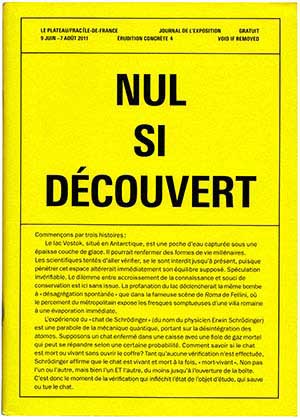 LE PLATEAU/FRAC ÎLE-DE-FRANCE JOURNAL DE L'EXPOSITION GRATUIT
9 JUIN –7 AOÛT 2011 ÉRUDITION CONCRÈTE 4 VOID IF REMOVED
NUL
SI
DÉCOUVERT
Commençons par trois histoires :
Le lac Vostok, situé en Antarctique, est une poche d'eau capturée sous une
épaisse couche de glace. Il pourrait renfermer des formes de vie millénaires.
Les scientifiques tentés d'aller vérifier, se le sont interdit jusqu'à présent, puisque
pénétrer cet espace altérerait immédiatement son équilibre supposé. Spéculation
invérifiable. Le dilemme entre accroissement de la connaissance et souci de
conservation est ici sans issue. La profanation du lac déclencherait la même bombe
à « désagrégation spontanée » que dans la fameuse scène de Roma de Fellini, où
le percement du métropolitain expose les fresques somptueuses d'une villa romaine
à une évaporation immédiate.
L'expérience du « chat de Schrödinger » (du nom du physicien Erwin Schrödinger)
est une parabole de la mécanique quantique, portant sur la désintégration des
atomes. Supposons un chat enfermé dans une caisse avec une fiole de gaz mortel
qui peut se répandre selon une certaine probabilité. Comment savoir si le chat
est mort ou vivant sans ouvrir le coffre? Tant qu'aucune vérification n'est effectuée,
Schrödinger affirme que le chat est vivant et mort à la fois, « mort-vivant ». Non pas
l'un ou l'autre, mais bien l'un ET l'autre, du moins jusqu'à l'ouverture de la boîte.
C'est donc le moment de la vérification qui infléchit l'état de l'objet d'étude, qui sauve
ou tue le chat.